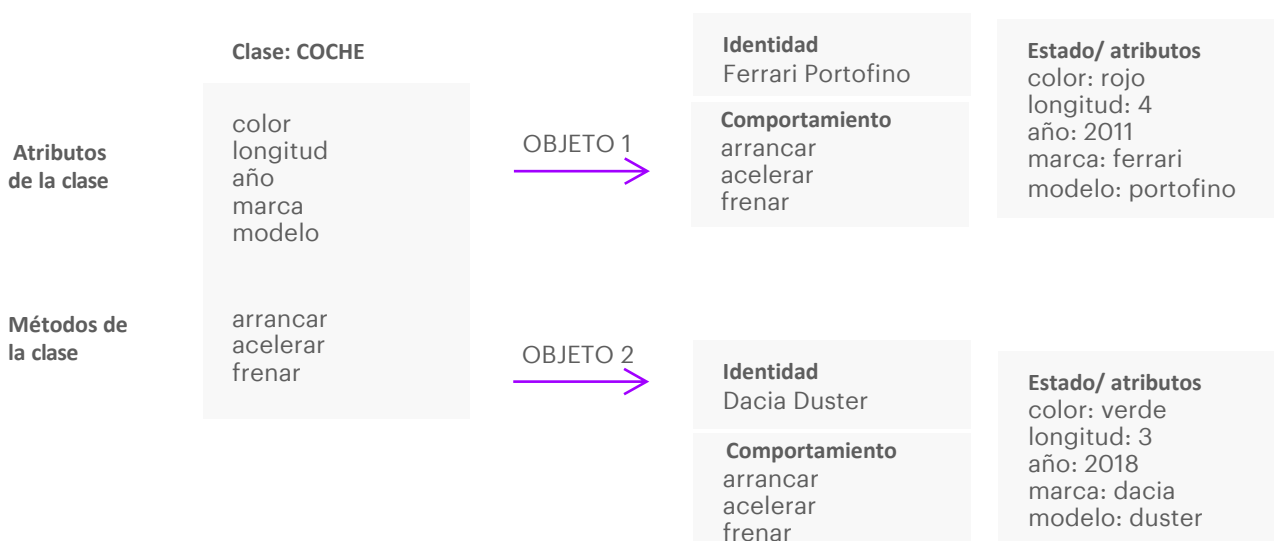 Clase: COCHE
Atributos
de la clase
color
longitud
año
marca
modelo
Métodos de
la clase
arrancar
acelerar
frenar
OBJETO 1
Identidad
Ferrari Portofino
Comportamiento
arrancar
acelerar
frenar
Estado/ atributos
color: rojo
longitud: 4
año: 2011
marca: ferrari
modelo: portofino
OBJETO 2
Identidad
Dacia Duster
Comportamiento
arrancar
acelerar
frenar
Estado/ atributos
color: verde
longitud: 3
año: 2018
marca: dacia
modelo: duster